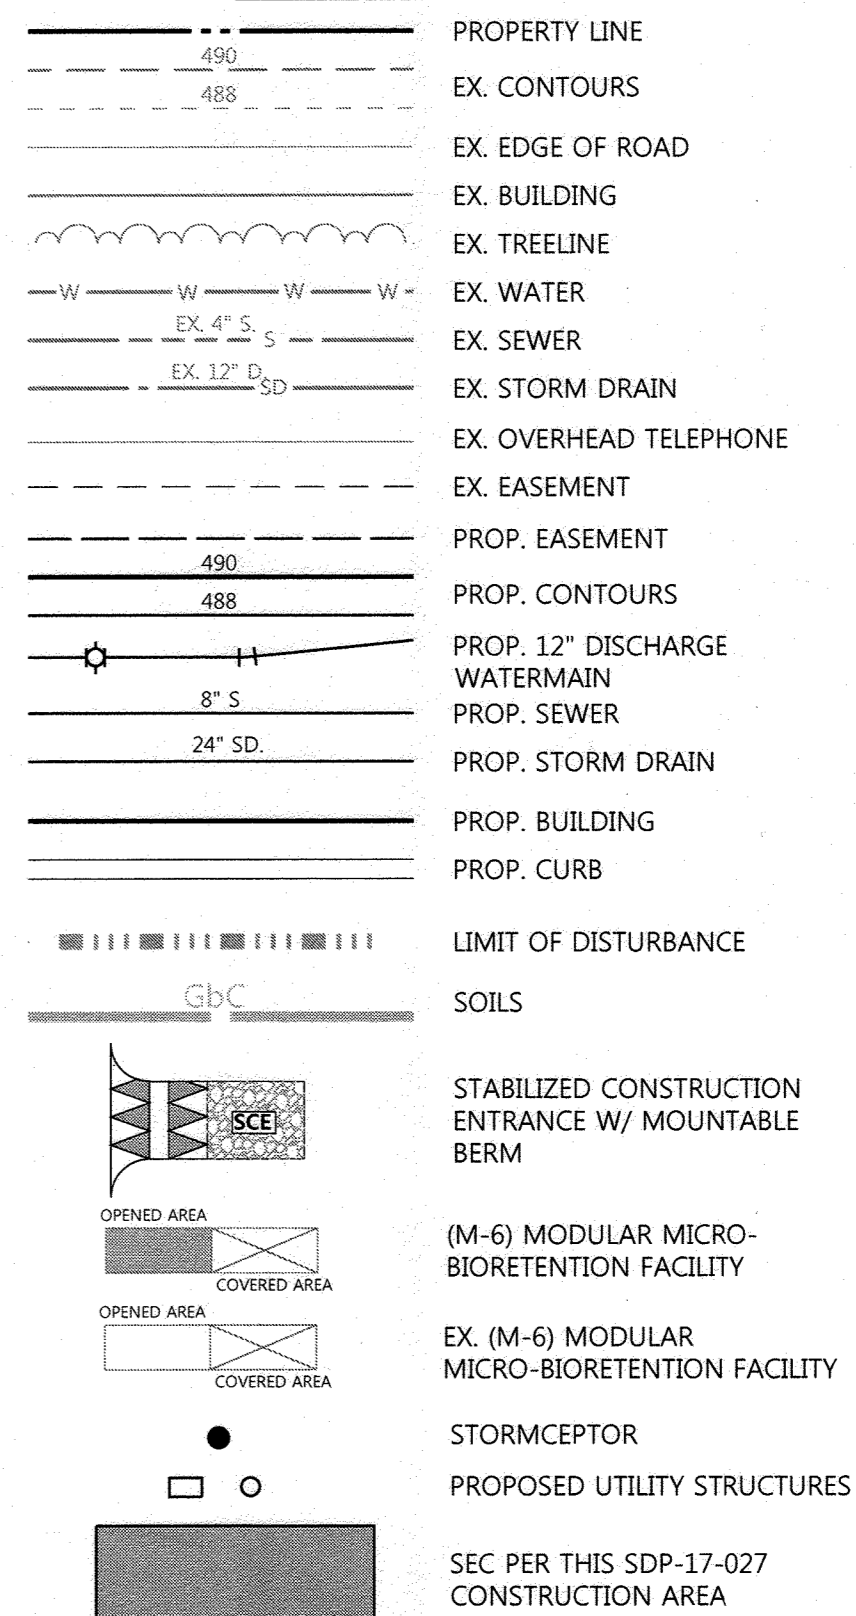 PROPERTY LINE
490
488
EX. CONTOURS
EX. EDGE OF ROAD
EX. BUILDING
EX. TREELINE
W W W W
EX. WATER
EX. 4" S.
S
EX. SEWER
EX. 12" D.
SD
EX. STORM DRAIN
EX. OVERHEAD TELEPHONE
EX. EASEMENT
PROP. EASEMENT
490
488
PROP. CONTOURS
PROP. 12" DISCHARGE
WATERMAIN
8" S
PROP. SEWER
24" SD.
PROP. STORM DRAIN
PROP. BUILDING
PROP. CURB
LIMIT OF DISTURBANCE
GbC
SOILS
SCE
STABILIZED CONSTRUCTION
ENTRANCE W/ MOUNTABLE
BERM
OPENED AREA
COVERED AREA
(M-6) MODULAR MICRO-
BIORETENTION FACILITY
OPENED AREA
COVERED AREA
EX. (M-6) MODULAR
MICRO-BIORETENTION FACILITY
STORMCEPTOR
PROPOSED UTILITY STRUCTURES
SEC PER THIS SDP-17-027
CONSTRUCTION AREA